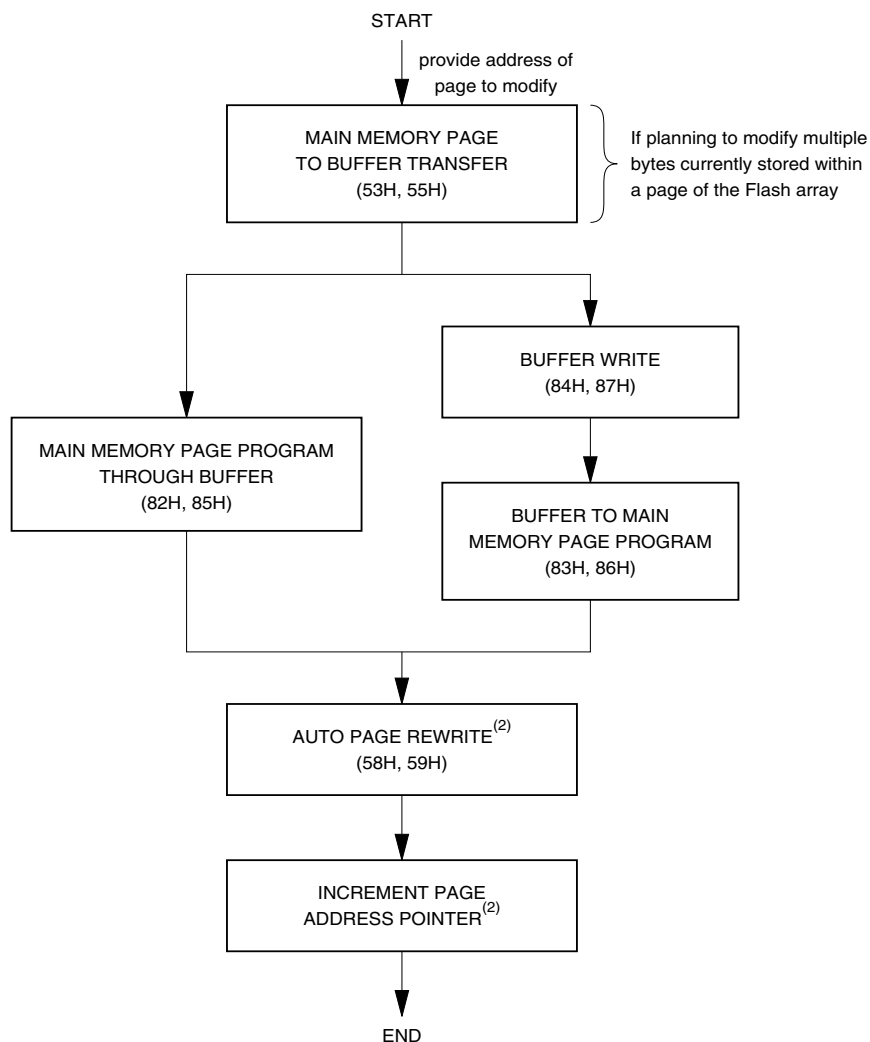 START
provide address of
page to modify
MAIN MEMORY PAGE
TO BUFFER TRANSFER
(53H, 55H)
If planning to modify multiple
bytes currently stored within
a page of the Flash array
BUFFER WRITE
(84H, 87H)
MAIN MEMORY PAGE PROGRAM
THROUGH BUFFER
(82H, 85H)
BUFFER TO MAIN
MEMORY PAGE PROGRAM
(83H, 86H)
AUTO PAGE REWRITE(2)
(58H, 59H)
INCREMENT PAGE
ADDRESS POINTER(2)
END